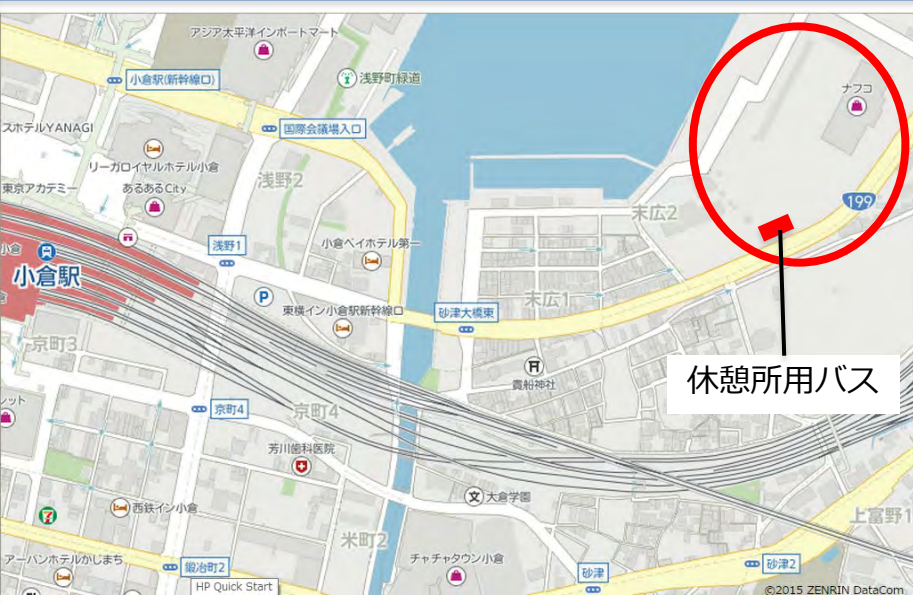 アジア太平洋インポートマート
小倉駅(新幹線口)
浅野町緑道
ナフコ
スホテルYANAGI
国際会議場入口
リーガロイヤルホテル小倉
浅野2
東京アカデミー
あるあるCity
199
末広2
小倉
浅野1
小倉ベイホテル第一
小倉駅
P
東横イン小倉駅新幹線口
砂津大橋東
末広1
京町3
貴船神社
休憩所用バス
レット
京町4
京町4
芳川歯科医院
文
大倉学園
西鉄イン小倉
上富野1
米町2
アーバンホテルかじまち
鍛冶町2
チャチャタウン小倉
砂津
砂津2
HP Quick Start
©2015 ZENRIN DataCom